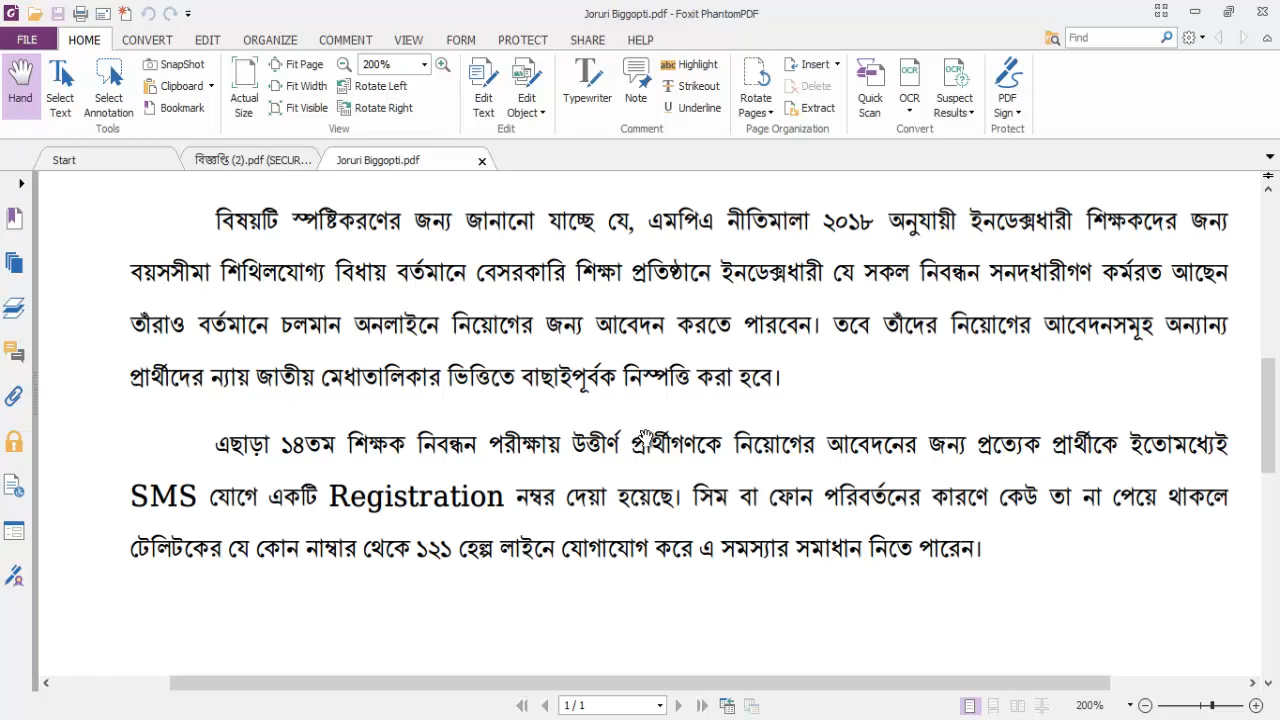 Joruri Biggopti.pdf - Foxit PhantomPDF
FILE HOME CONVERT EDIT ORGANIZE COMMENT VIEW FORM PROTECT SHARE HELP Find
Hand
Select Text
Select Annotation
SnapShot
Clipboard
Bookmark
Tools
Actual Size
Fit Page
Fit Width
Fit Visible
200%
Rotate Left
Rotate Right
View
Edit Text
Edit Object
Edit
Typewriter
Note
Highlight
Strikeout
Underline
Comment
Rotate Pages
Insert
Delete
Extract
Page Organization
Quick Scan
OCR
Suspect Results
Convert
PDF Sign
Protect
Start বিজ্ঞপ্তি (2).pdf (SECUR... Joruri Biggopti.pdf
বিষয়টি স্পষ্টিকরণের জন্য জানানো যাচ্ছে যে, এমপিএ নীতিমালা ২০১৮ অনুযায়ী ইনডেক্সধারী শিক্ষকদের জন্য
বয়সসীমা শিথিলযোগ্য বিধায় বর্তমানে বেসরকারি শিক্ষা প্রতিষ্ঠানে ইনডেক্সধারী যে সকল নিবন্ধন সনদধারীগণ কর্মরত আছেন
তাঁরাও বর্তমানে চলমান অনলাইনে নিয়োগের জন্য আবেদন করতে পারবেন। তবে তাঁদের নিয়োগের আবেদনসমূহ অন্যান্য
প্রার্থীদের ন্যায় জাতীয় মেধাতালিকার ভিত্তিতে বাছাইপূর্বক নিস্পত্তি করা হবে।
এছাড়া ১৪তম শিক্ষক নিবন্ধন পরীক্ষায় উত্তীর্ণ প্রার্থীগণকে নিয়োগের আবেদনের জন্য প্রত্যেক প্রার্থীকে ইতোমধ্যেই
SMS যোগে একটি Registration নম্বর দেয়া হয়েছে। সিম বা ফোন পরিবর্তনের কারণে কেউ তা না পেয়ে থাকলে
টেলিটকের যে কোন নাম্বার থেকে ১২১ হেল্প লাইনে যোগাযোগ করে এ সমস্যার সমাধান নিতে পারেন।
1 / 1 200%